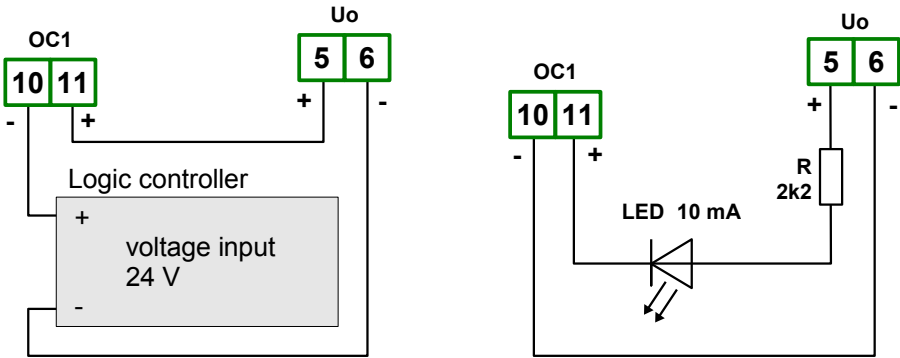 Uo
OC1
5 6
10 11
+ -
- +
Logic controller
+
voltage input
24 V
-
Uo
OC1
5 6
10 11
+ -
- +
R
2k2
LED 10 mA